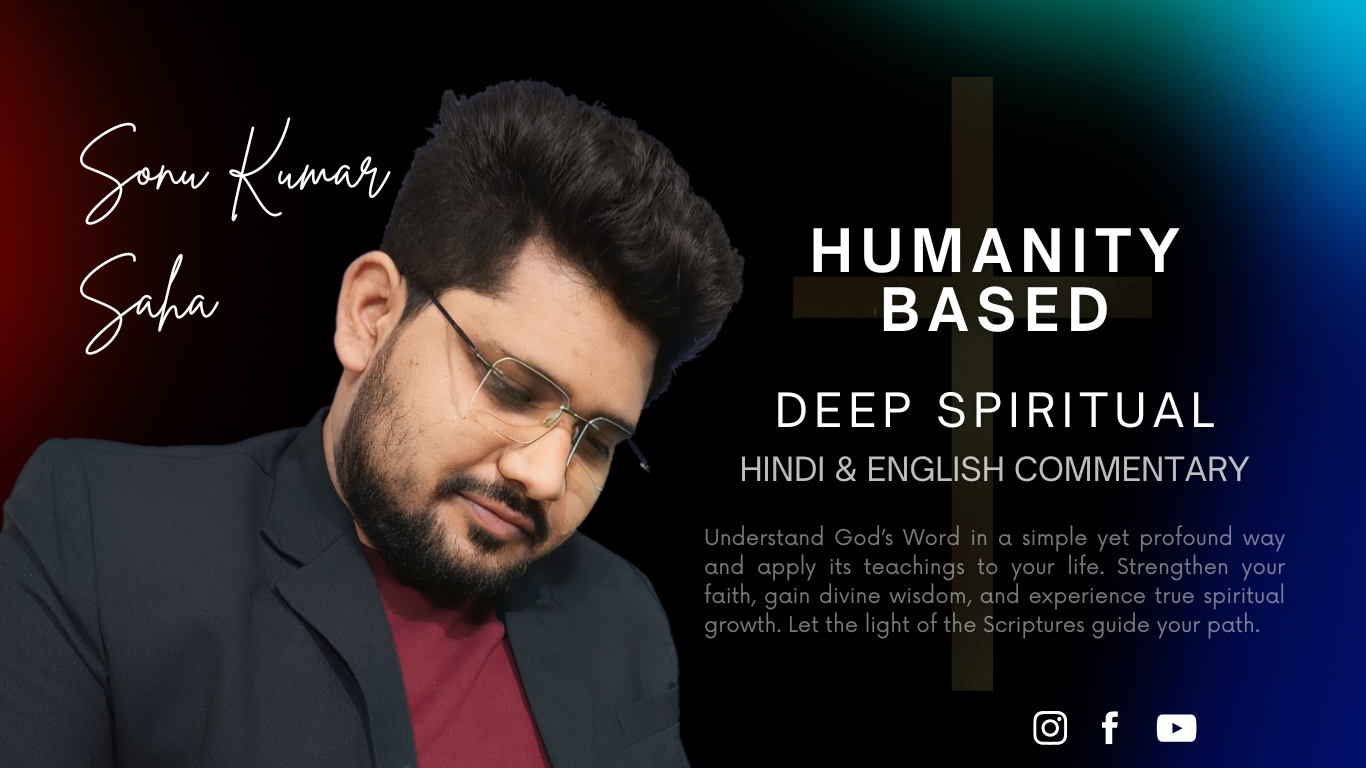 Sonu Kumar
Saha
HUMANITY
BASED
DEEP SPIRITUAL
HINDI & ENGLISH COMMENTARY
Understand God’s Word in a simple yet profound way
and apply its teachings to your life. Strengthen your
faith, gain divine wisdom, and experience true spiritual
growth. Let the light of the Scriptures guide your path.